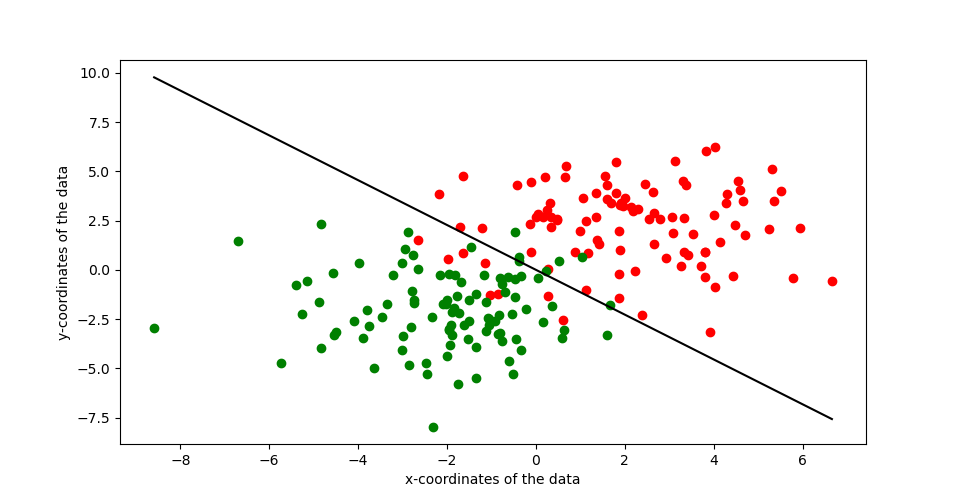 10.0
7.5
5.0
2.5
0.0
−2.5
−5.0
−7.5
y-coordinates of the data
−8 −6 −4 −2 0 2 4 6
x-coordinates of the data